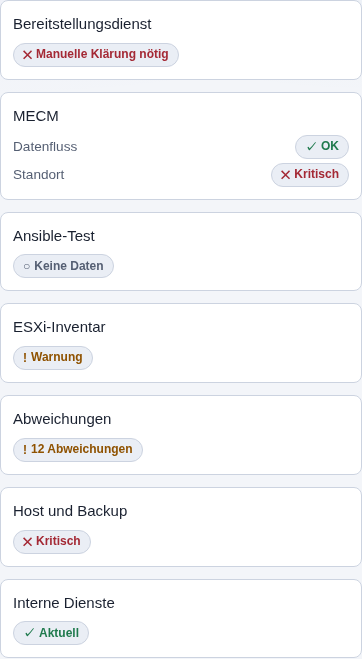 Bereitstellungsdienst
✕ Manuelle Klärung nötig
MECM
Datenfluss ✓ OK
Standort ✕ Kritisch
Ansible-Test
○ Keine Daten
ESXi-Inventar
! Warnung
Abweichungen
! 12 Abweichungen
Host und Backup
✕ Kritisch
Interne Dienste
✓ Aktuell